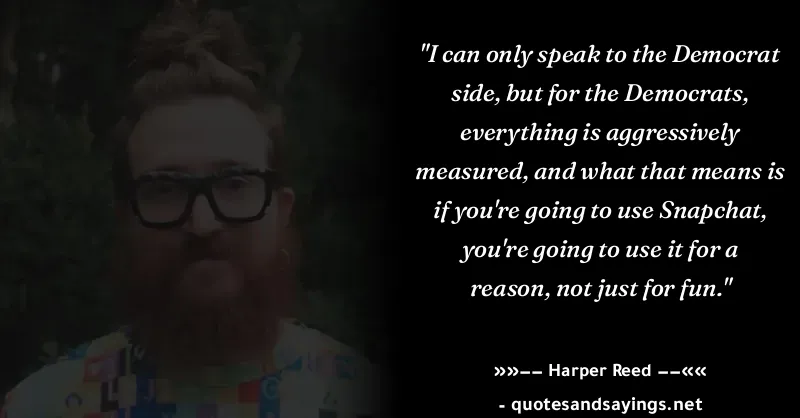 "I can only speak to the Democrat
side, but for the Democrats,
everything is aggressively
measured, and what that means is
if you're going to use Snapchat,
you're going to use it for a
reason, not just for fun."
»»−− Harper Reed −−««
- quotesandsayings.net